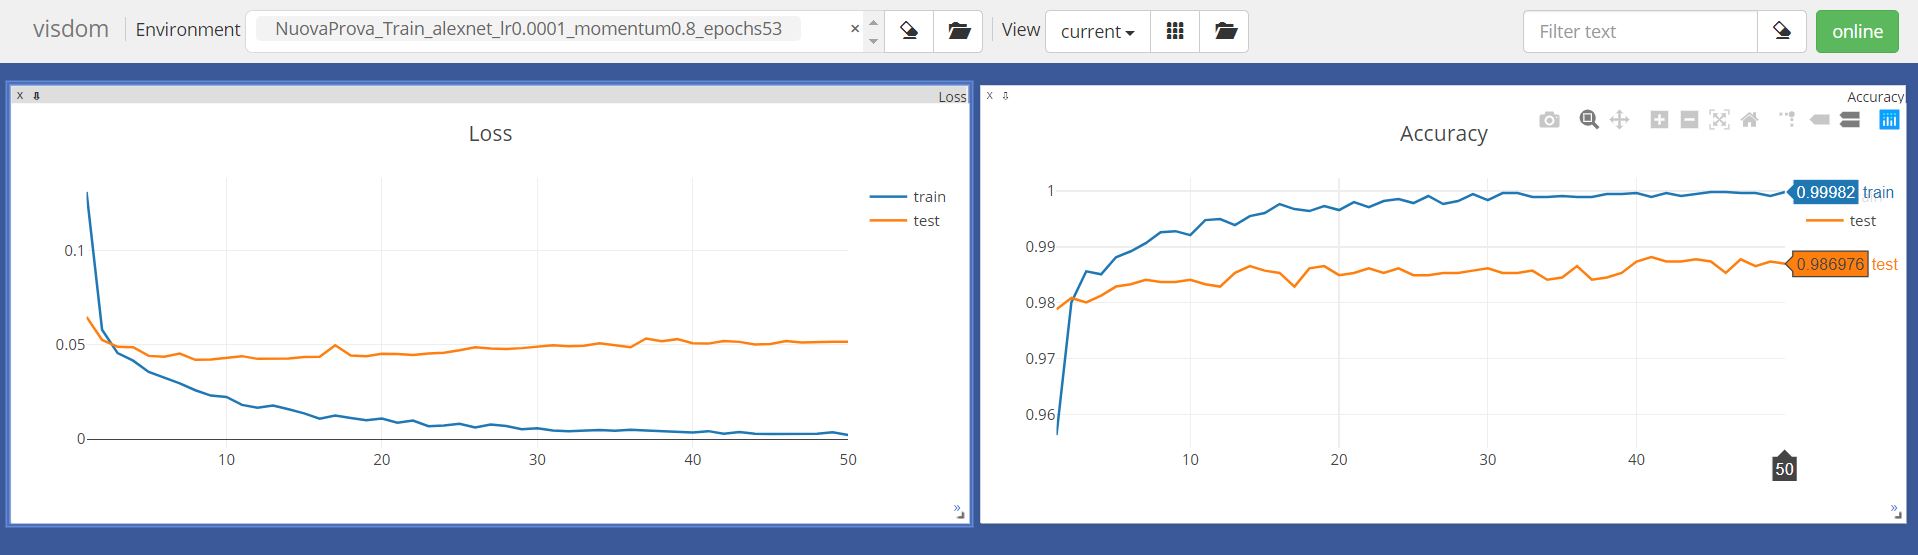 visdom Environment NuovaProva_Train_alexnet_lr0.0001_momentum0.8_epochs53 × View current Filter text online
X Loss
Loss
train
test
0.1
0.05
0
10 20 30 40 50
»
X Accuracy
Accuracy
1
0.99
0.98
0.97
0.96
0.99982 train
test
0.986976 test
10 20 30 40 50
»